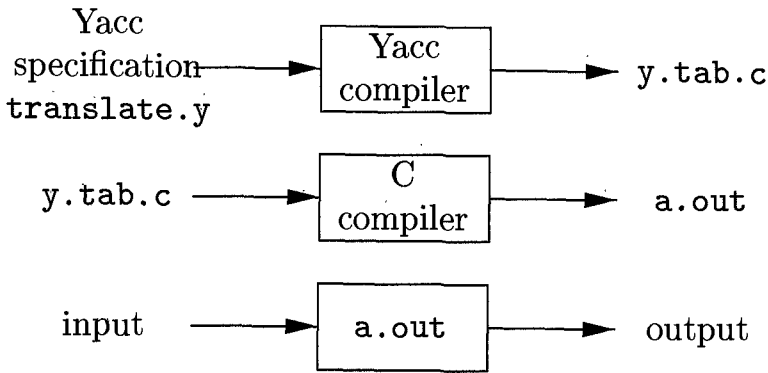 Yacc
specification
translate.y
Yacc
compiler
y.tab.c
y.tab.c
C
compiler
a.out
input
a.out
output